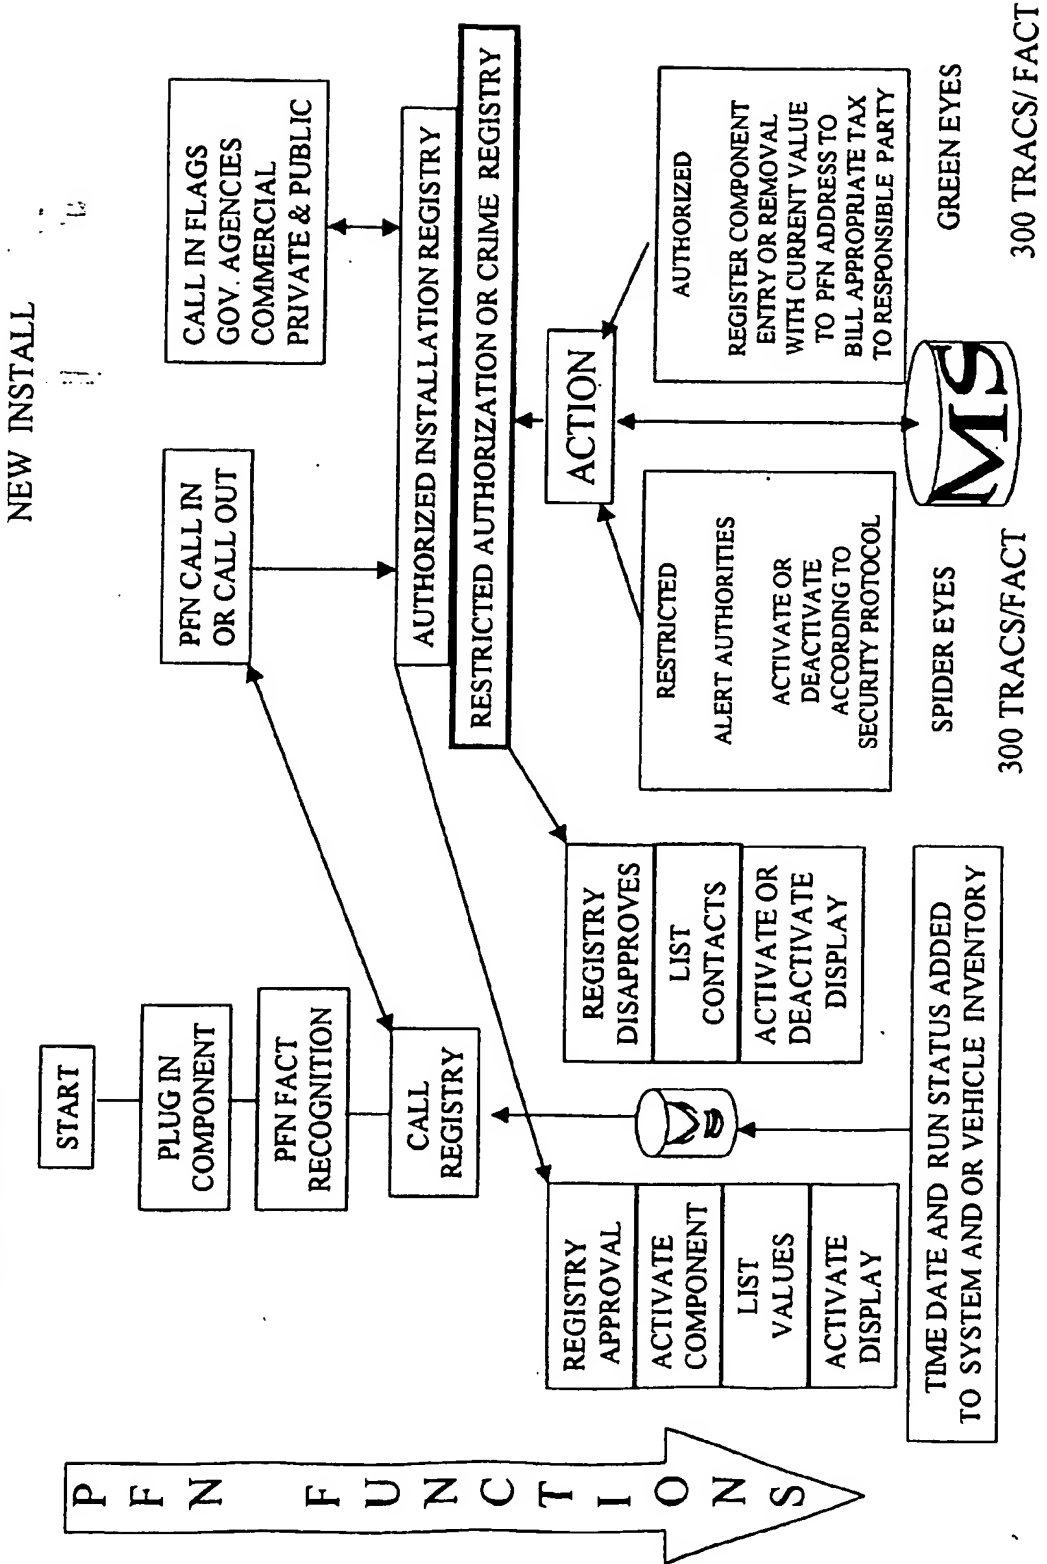 NEW INSTALL
START
PLUG IN
COMPONENT
PFN FACT
RECOGNITION
CALL
REGISTRY
PFN CALL IN
OR CALL OUT
CALL IN FLAGS
GOV. AGENCIES
COMMERCIAL
PRIVATE & PUBLIC
AUTHORIZED INSTALLATION REGISTRY
RESTRICTED AUTHORIZATION OR CRIME REGISTRY
PFN FUNCTIONS
REGISTRY
APPROVAL
ACTIVATE
COMPONENT
LIST
VALUES
ACTIVATE
DISPLAY
REGISTRY
DISAPPROVES
LIST
CONTACTS
ACTIVATE OR
DEACTIVATE
DISPLAY
ACTION
RESTRICTED
ALERT AUTHORITIES
ACTIVATE OR
DEACTIVATE
ACCORDING TO
SECURITY PROTOCOL
AUTHORIZED
REGISTER COMPONENT
ENTRY OR REMOVAL
WITH CURRENT VALUE
TO PFN ADDRESS TO
BILL APPROPRIATE TAX
TO RESPONSIBLE PARTY
TIME DATE AND RUN STATUS ADDED
TO SYSTEM AND OR VEHICLE INVENTORY
MS
SPIDER EYES
300 TRACS/FACT
GREEN EYES
300 TRACS/ FACT